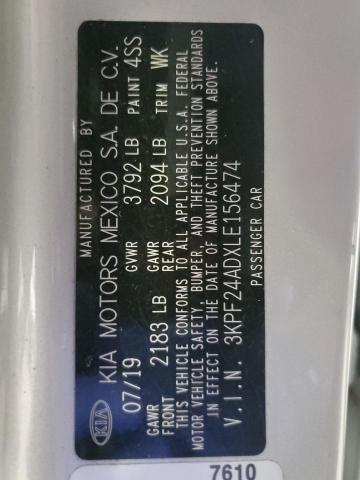 MANUFACTURED BY
KIA KIA MOTORS MEXICO S.A. DE C.V.
07/19 GVWR 3792 LB PAINT 4SS
GAWR FRONT 2183 LB GAWR REAR 2094 LB TRIM WK
THIS VEHICLE CONFORMS TO ALL APPLICABLE U.S.A. FEDERAL
MOTOR VEHICLE SAFETY, BUMPER, AND THEFT PREVENTION STANDARDS
IN EFFECT ON THE DATE OF MANUFACTURE SHOWN ABOVE.
V.I.N. 3KPF24ADXLE156474
PASSENGER CAR
7610